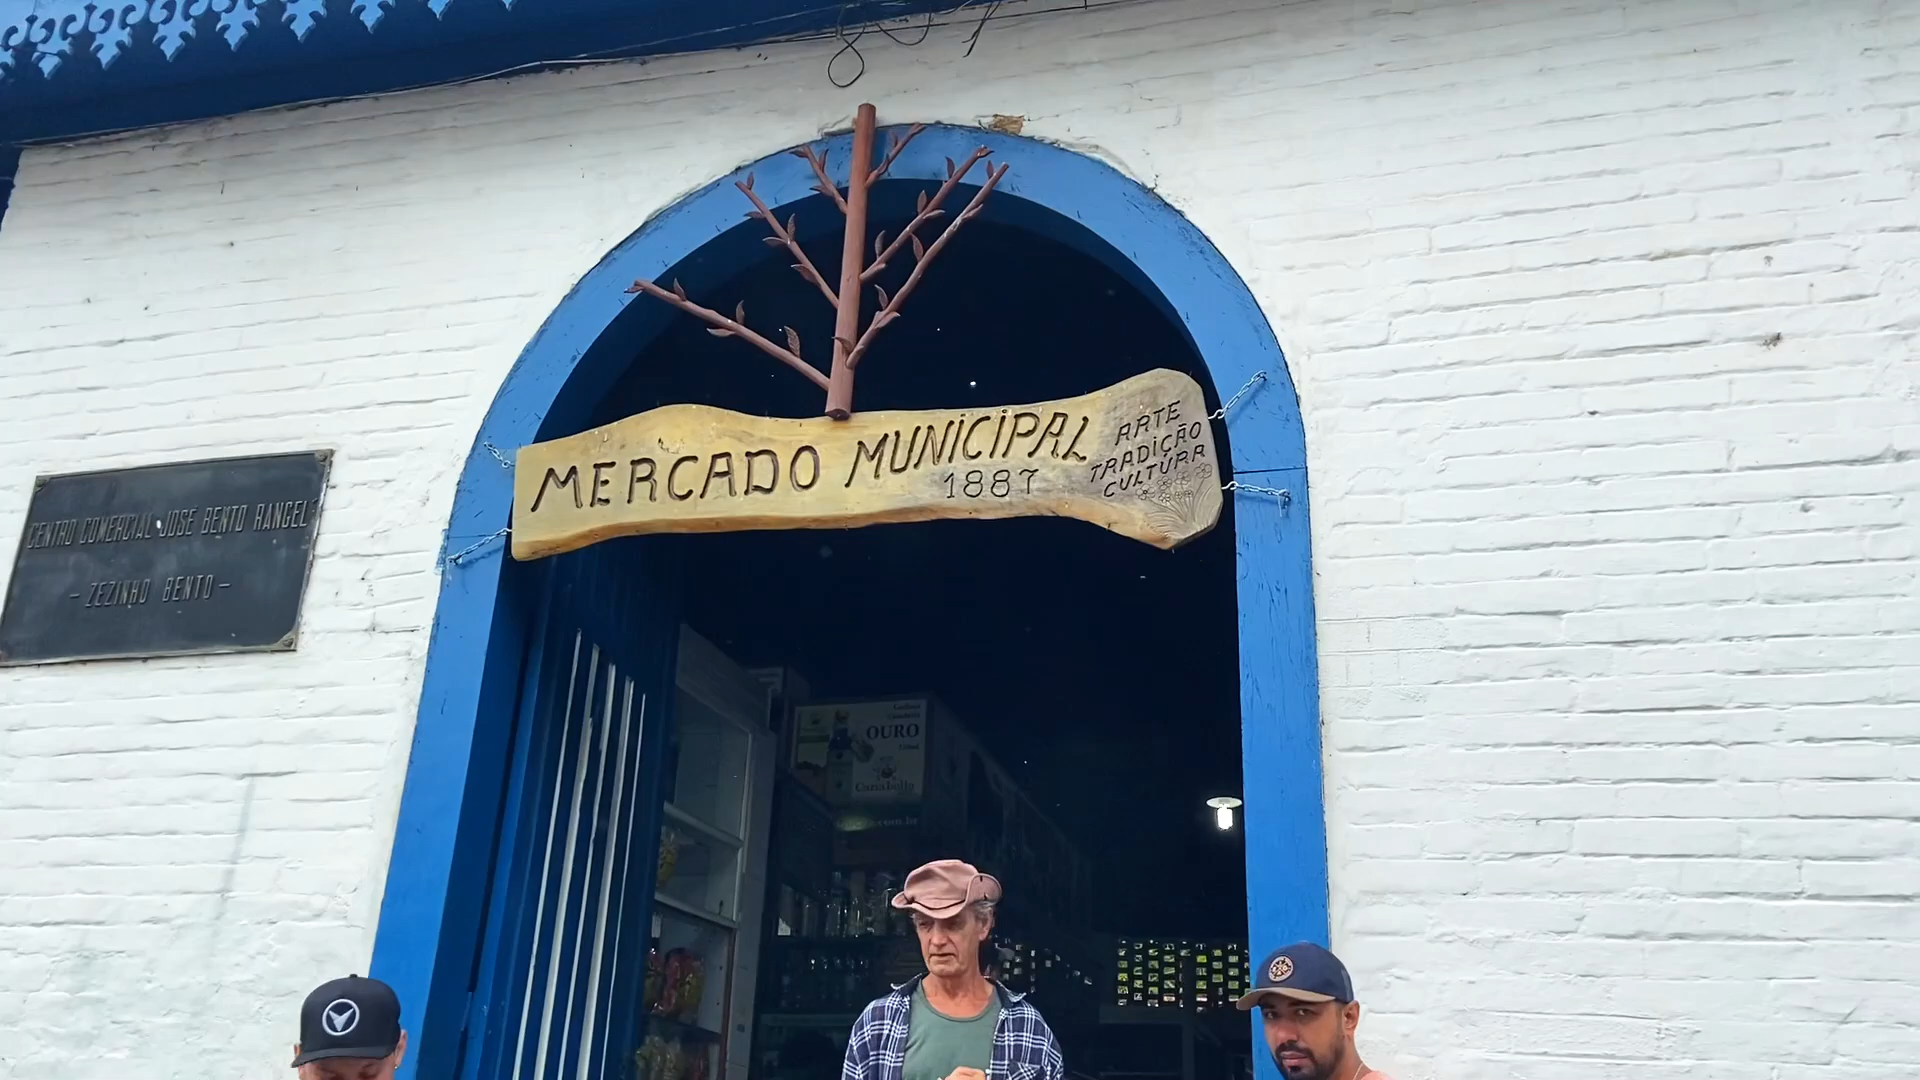 MERCADO MUNICIPAL
1887
ARTE
TRADIÇÃO
CULTURA
CENTRO COMERCIAL JOSE BENTO RANGEL
- ZEZINHO BENTO -
OURO